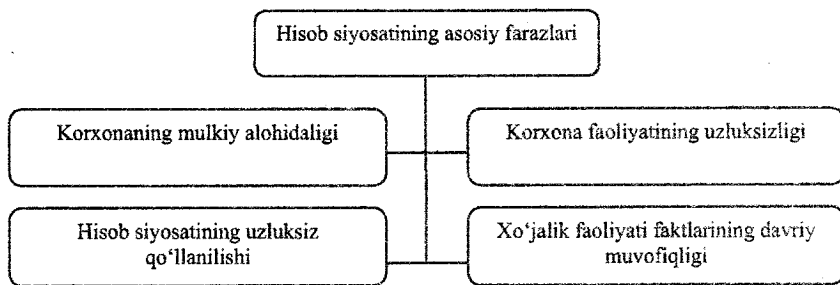 Hisob siyosatining asosiy farazlari
Korxonaning mulkiy alohidaligi
Korxona faoliyatining uzluksizligi
Hisob siyosatining uzluksiz
qo‘llanilishi
Xo‘jalik faoliyati faktlarining davriy
muvofiqligi